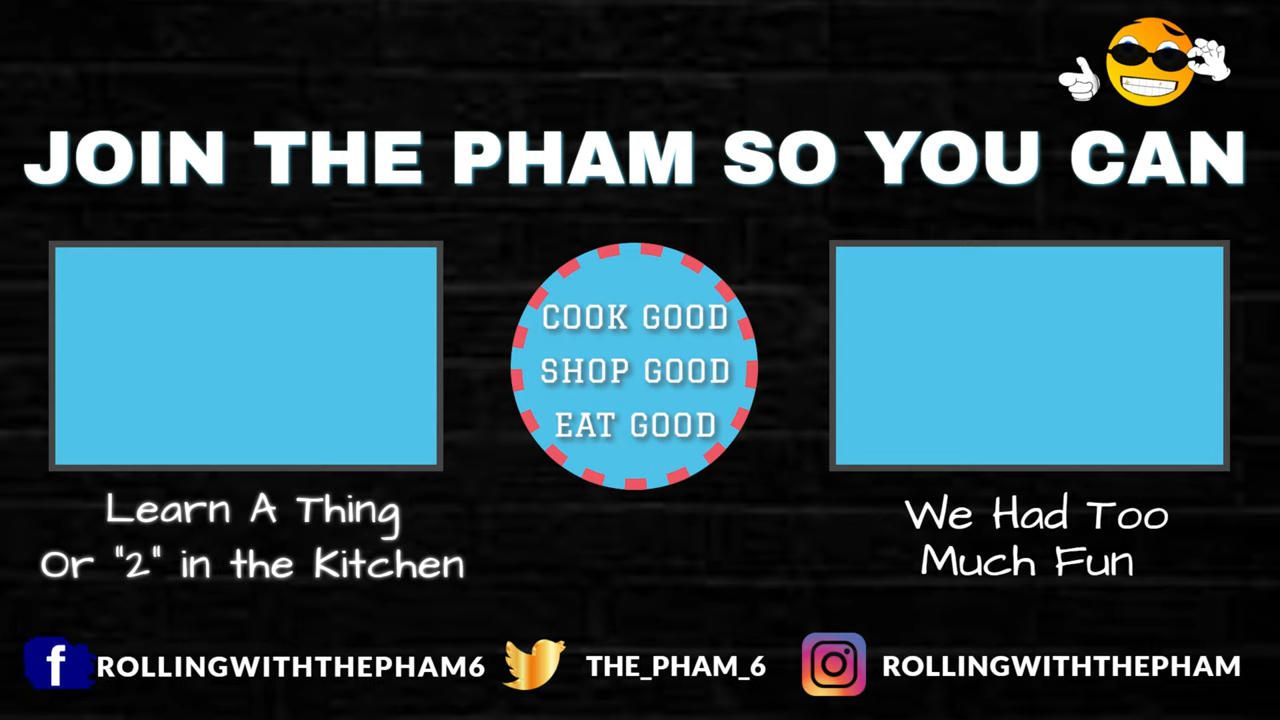 JOIN THE PHAM SO YOU CAN
COOK GOOD
SHOP GOOD
EAT GOOD
Learn A Thing
Or "2" in the Kitchen
We Had Too
Much Fun
f ROLLINGWITHTHEPHAM6
THE_PHAM_6
ROLLINGWITHTHEPHAM